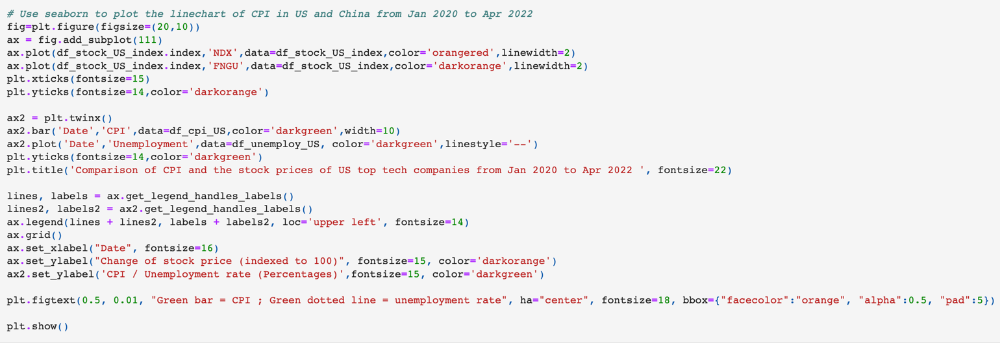 # Use seaborn to plot the linechart of CPI in US and China from Jan 2020 to Apr 2022
fig=plt.figure(figsize=(20,10))
ax = fig.add_subplot(111)
ax.plot(df_stock_US_index.index,'NDX',data=df_stock_US_index,color='orangered',linewidth=2)
ax.plot(df_stock_US_index.index,'FNGU',data=df_stock_US_index,color='darkorange',linewidth=2)
plt.xticks(fontsize=15)
plt.yticks(fontsize=14,color='darkorange')
ax2 = plt.twinx()
ax2.bar('Date','CPI',data=df_cpi_US,color='darkgreen',width=10)
ax2.plot('Date','Unemployment',data=df_unemploy_US, color='darkgreen',linestyle='--')
plt.yticks(fontsize=14,color='darkgreen')
plt.title('Comparison of CPI and the stock prices of US top tech companies from Jan 2020 to Apr 2022 ', fontsize=22)
lines, labels = ax.get_legend_handles_labels()
lines2, labels2 = ax2.get_legend_handles_labels()
ax.legend(lines + lines2, labels + labels2, loc='upper left', fontsize=14)
ax.grid()
ax.set_xlabel("Date", fontsize=16)
ax.set_ylabel("Change of stock price (indexed to 100)", fontsize=15, color='darkorange')
ax2.set_ylabel('CPI / Unemployment rate (Percentages)',fontsize=15, color='darkgreen')
plt.figtext(0.5, 0.01, "Green bar = CPI ; Green dotted line = unemployment rate", ha="center", fontsize=18, bbox={"facecolor":"orange", "alpha":0.5, "pad":5})
plt.show()